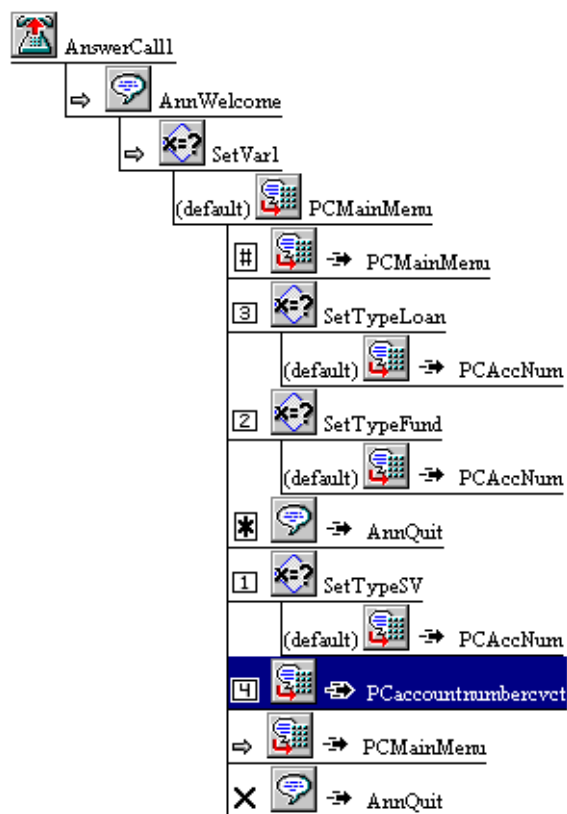 AnswerCall1
AnnWelcome
x=? SetVar1
(default) PCMainMenu
# PCMainMenu
3 x=? SetTypeLoan
(default) PCAccNum
2 x=? SetTypeFund
(default) PCAccNum
* AnnQuit
1 x=? SetTypeSV
(default) PCAccNum
4 PCaccountnumbercvct
PCMainMenu
AnnQuit